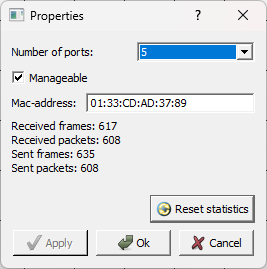 Properties
?
Number of ports: 5
Manageable
Mac-address: 01:33:CD:AD:37:89
Received frames: 617
Received packets: 608
Sent frames: 635
Sent packets: 608
Reset statistics
Apply Ok Cancel